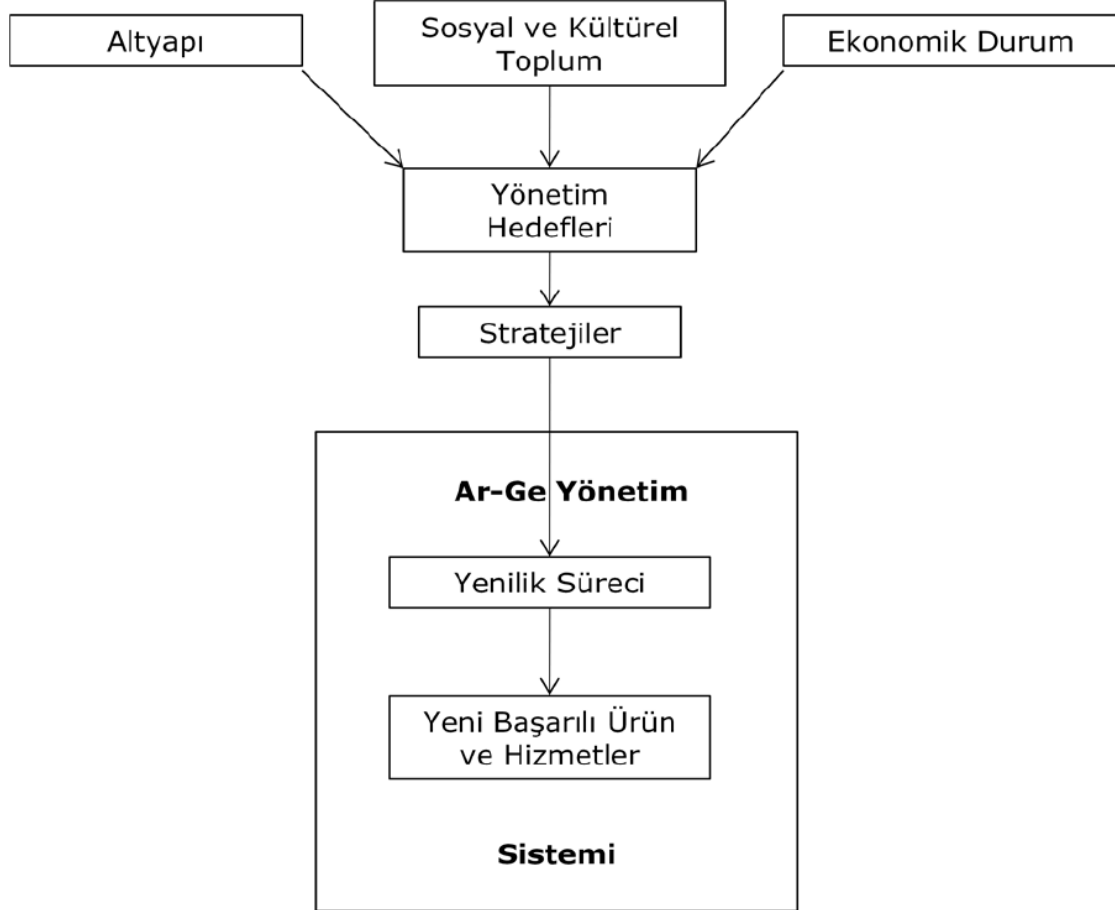 Altyapı
Sosyal ve Kültürel
Toplum
Ekonomik Durum
Yönetim
Hedefleri
Stratejiler
Ar-Ge Yönetim
Yenilik Süreci
Yeni Başarılı Ürün
ve Hizmetler
Sistemi